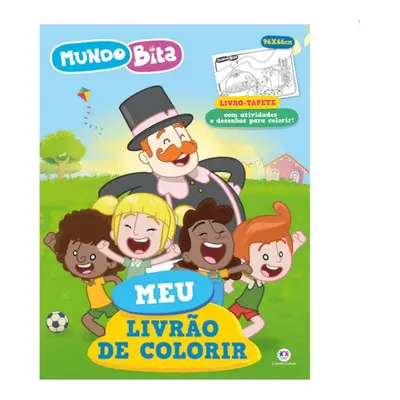 MUNDO Bita
96X66cm
LIVRO-TAPETE
com atividades
e desenhos para colorir!
MEU
LIVRÃO
DE COLORIR